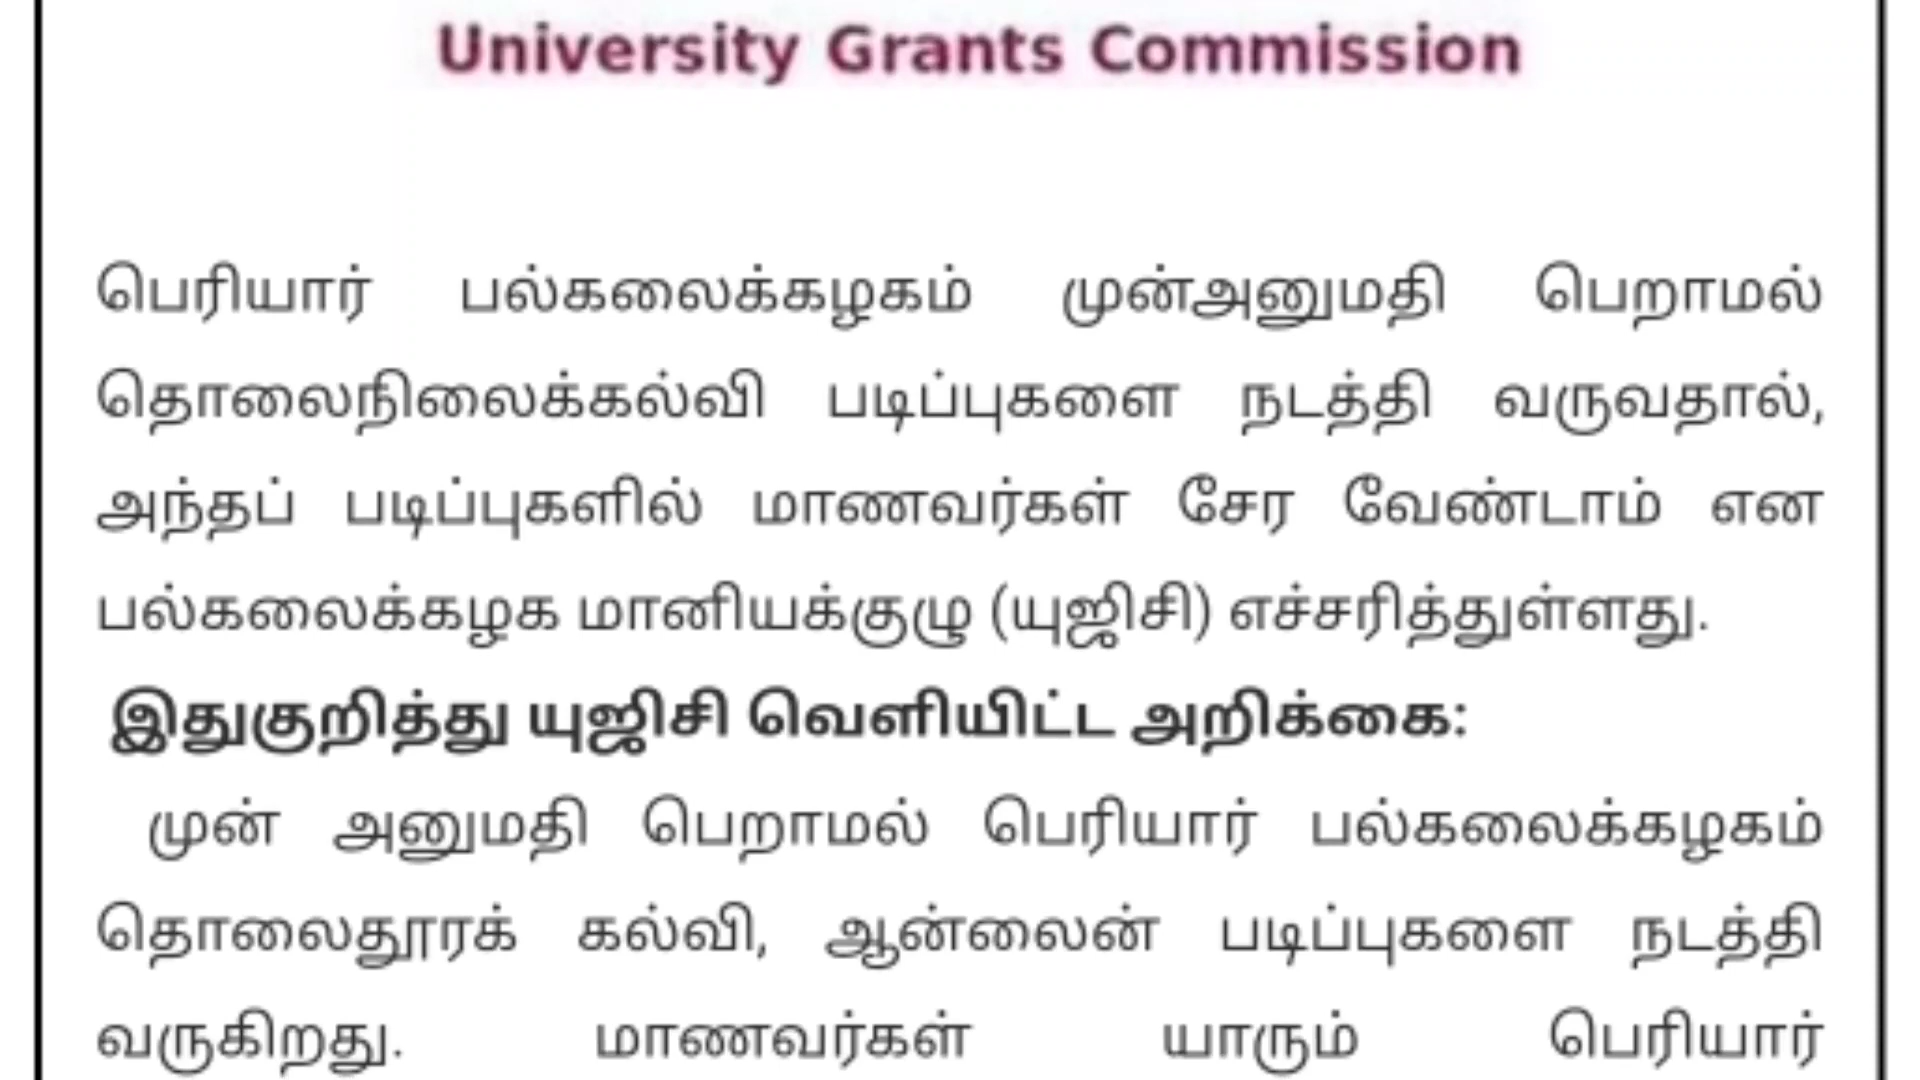 University Grants Commission
பெரியார் பல்கலைக்கழகம் முன்அனுமதி பெறாமல்
தொலைநிலைக்கல்வி படிப்புகளை நடத்தி வருவதால்,
அந்தப் படிப்புகளில் மாணவர்கள் சேர வேண்டாம் என
பல்கலைக்கழக மானியக்குழு (யுஜிசி) எச்சரித்துள்ளது.
இதுகுறித்து யுஜிசி வெளியிட்ட அறிக்கை:
முன் அனுமதி பெறாமல் பெரியார் பல்கலைக்கழகம்
தொலைதூரக் கல்வி, ஆன்லைன் படிப்புகளை நடத்தி
வருகிறது. மாணவர்கள் யாரும் பெரியார்